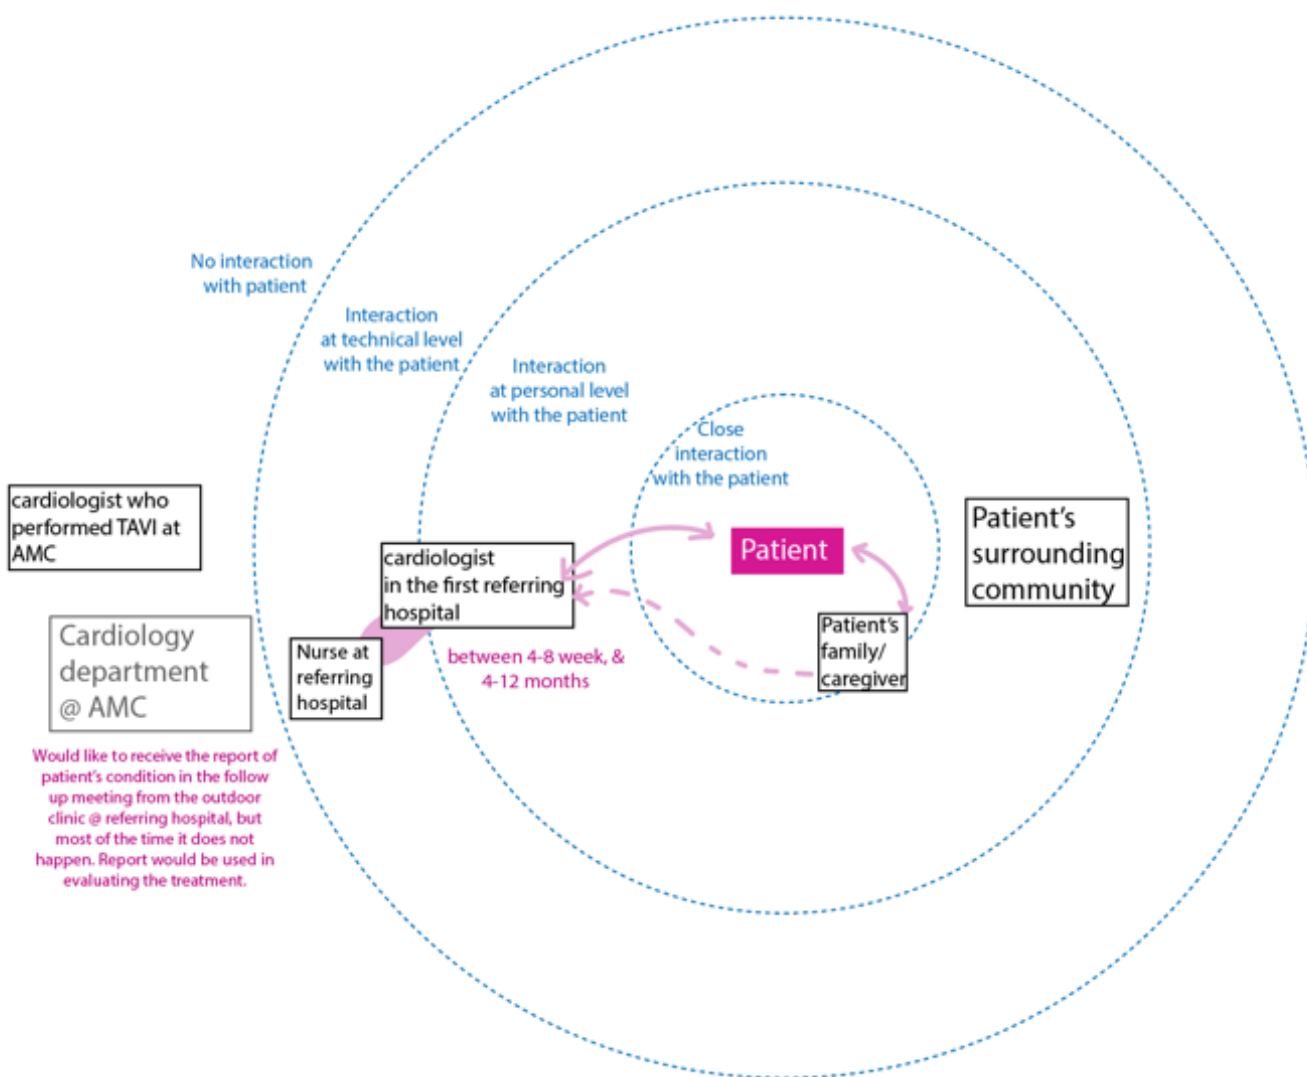 No interaction
with patient
Interaction
at technical level
with the patient
Interaction
at personal level
with the patient
Close
interaction
with the patient
cardiologist who
performed TAVI at
AMC
Patient
Patient's
surrounding
community
cardiologist
in the first referring
hospital
Cardiology
department
@ AMC
Nurse at
referring
hospital
between 4-8 week, &
4-12 months
Patient's
family/
caregiver
Would like to receive the report of
patient's condition in the follow
up meeting from the outdoor
clinic @ referring hospital, but
most of the time it does not
happen. Report would be used in
evaluating the treatment.